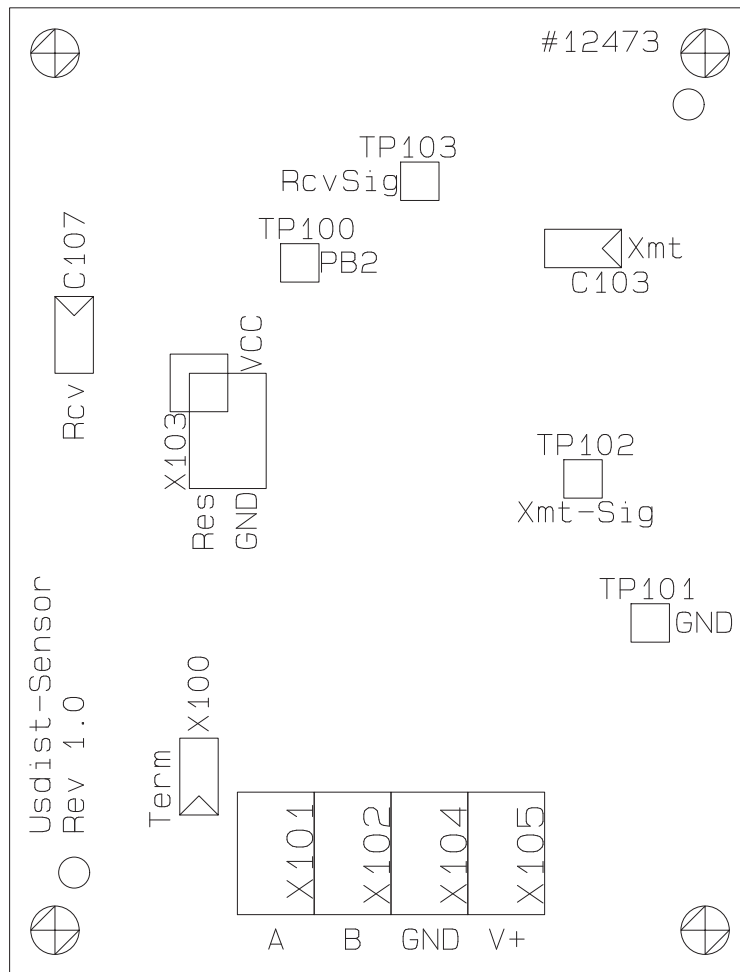 #12473
TP103
RcvSig
TP100
PB2
C107
Xmt
C103
VCC
Rcv
X103
TP102
Xmt-Sig
Res
GND
TP101
GND
Usdist-Sensor
Rev 1.0
X100
Term
X101
X102
X104
X105
A
B
GND
V+